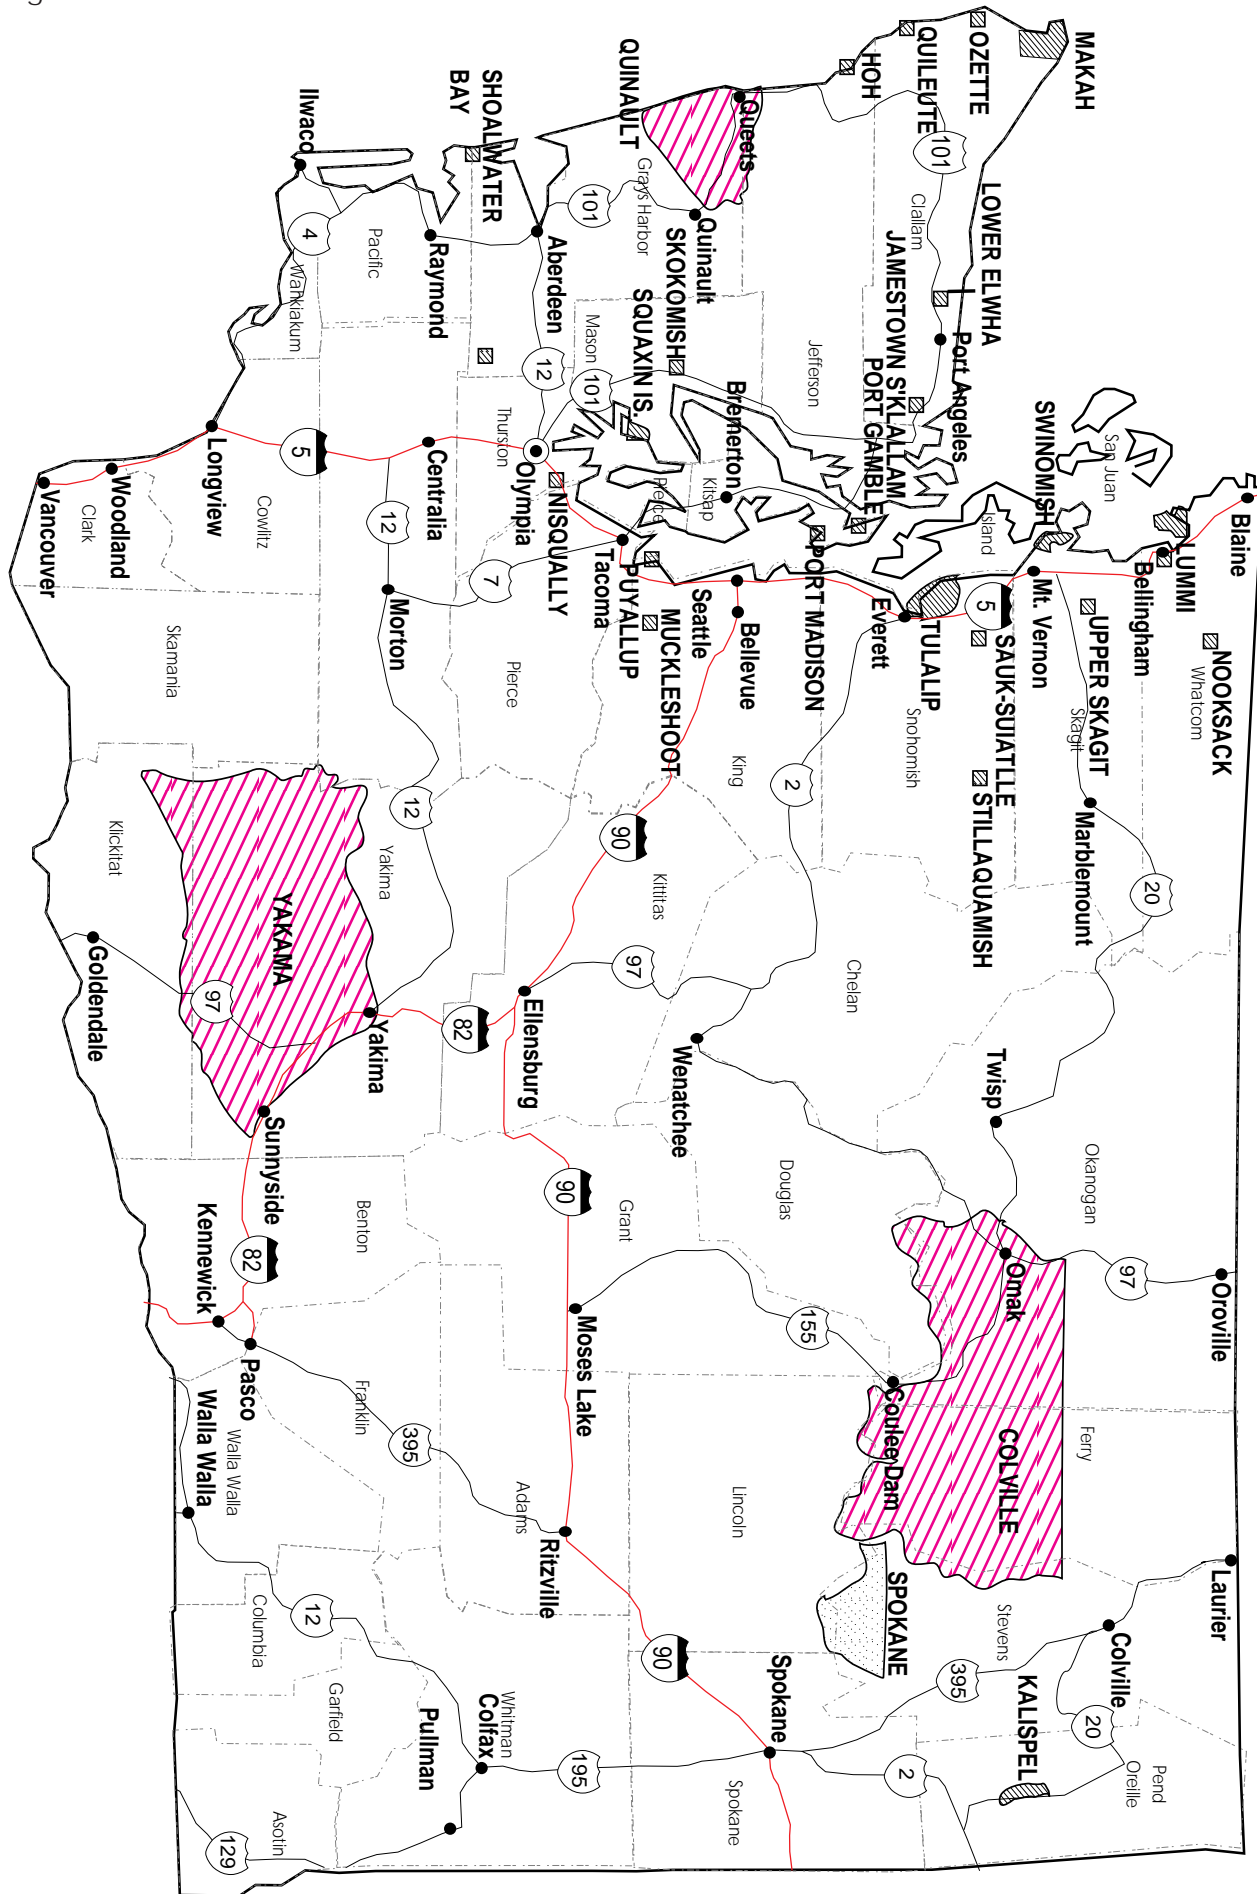 MAKAH
OZETTE
QUILEUTE
HOH
101
Clallam
LOWER ELWHA
Port Angeles
JAMESTOWN SKLALLAM
PORT GAMBLE
Jefferson
Queets
QUINAULT
Quinault
Grays Harbor
101
SKOKOMISH
SQUAXIN IS.
Mason
101
Bremerton
Kitsap
Pierce
SHOALWATER
BAY
Aberdeen
12
Raymond
Pacific
Ilwaco
4
Wahkiakum
Thurston
Olympia
Centralia
5
Longview
Cowlitz
Woodland
Clark
Vancouver
12
Morton
7
Skamania
Pierce
NISQUALLY
Tacoma
PUYALLUP
MUCKLESHOOT
Seattle
Bellevue
King
PORT MADISON
Everett
TULALIP
Snohomish
Island
San Juan
SWINOMISH
5
Mt. Vernon
Blaine
LUMMI
Bellingham
NOOKSACK
Whatcom
UPPER SKAGIT
Skagit
SAUK-SUIATLLE
STILLAQUAMISH
Marblemount
20
2
90
Kittitas
Chelan
97
Ellensburg
82
Wenatchee
12
Yakima
YAKAMA
97
Yakima
Klickitat
Goldendale
Sunnyside
82
Kennewick
Pasco
Benton
Twisp
Okanogan
97
Oroville
Omak
Douglas
Grant
90
Moses Lake
155
Coulee Dam
COLVILLE
Ferry
Lincoln
Franklin
395
Adams
Ritzville
Walla Walla
Walla Walla
12
Columbia
Garfield
Laurier
Colville
20
Stevens
395
SPOKANE
KALISPEL
Pend
Oreille
2
90
Spokane
Spokane
195
Whitman
Colfax
Pullman
Asotin
129